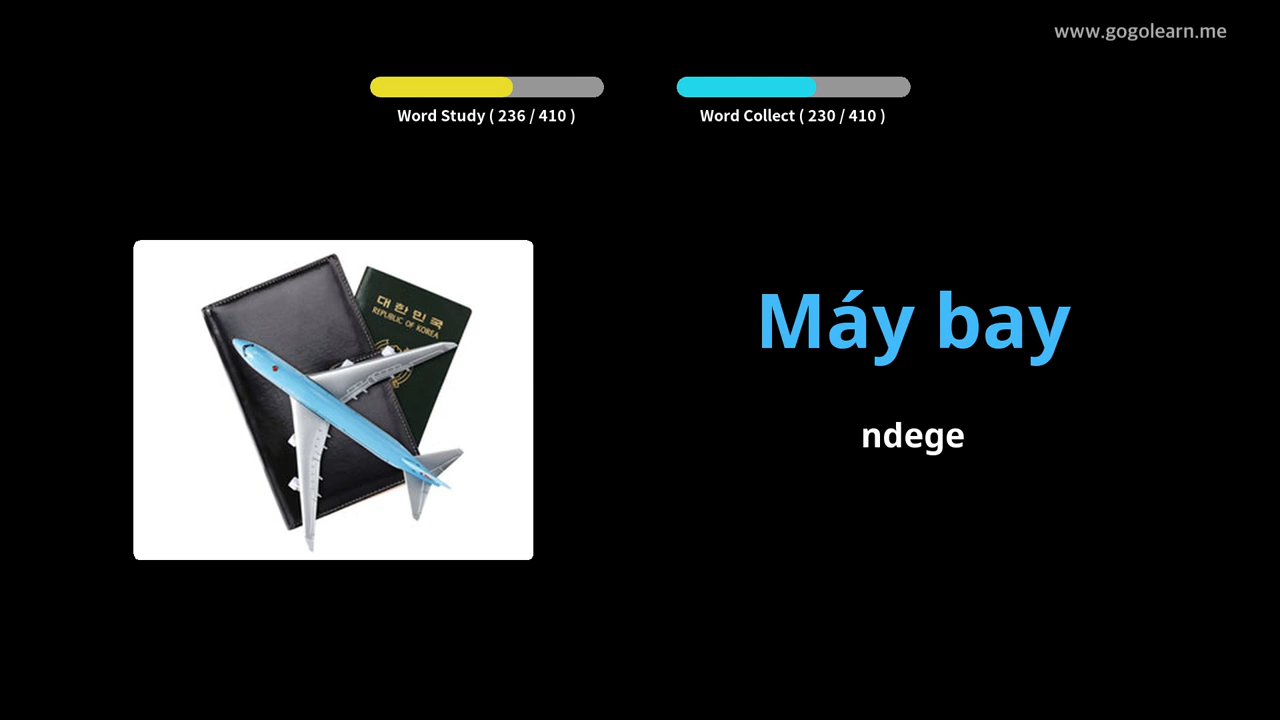 www.gogolearn.me
Word Study ( 236 / 410 )
Word Collect ( 230 / 410 )
대한민국
REPUBLIC OF KOREA
Máy bay
ndege